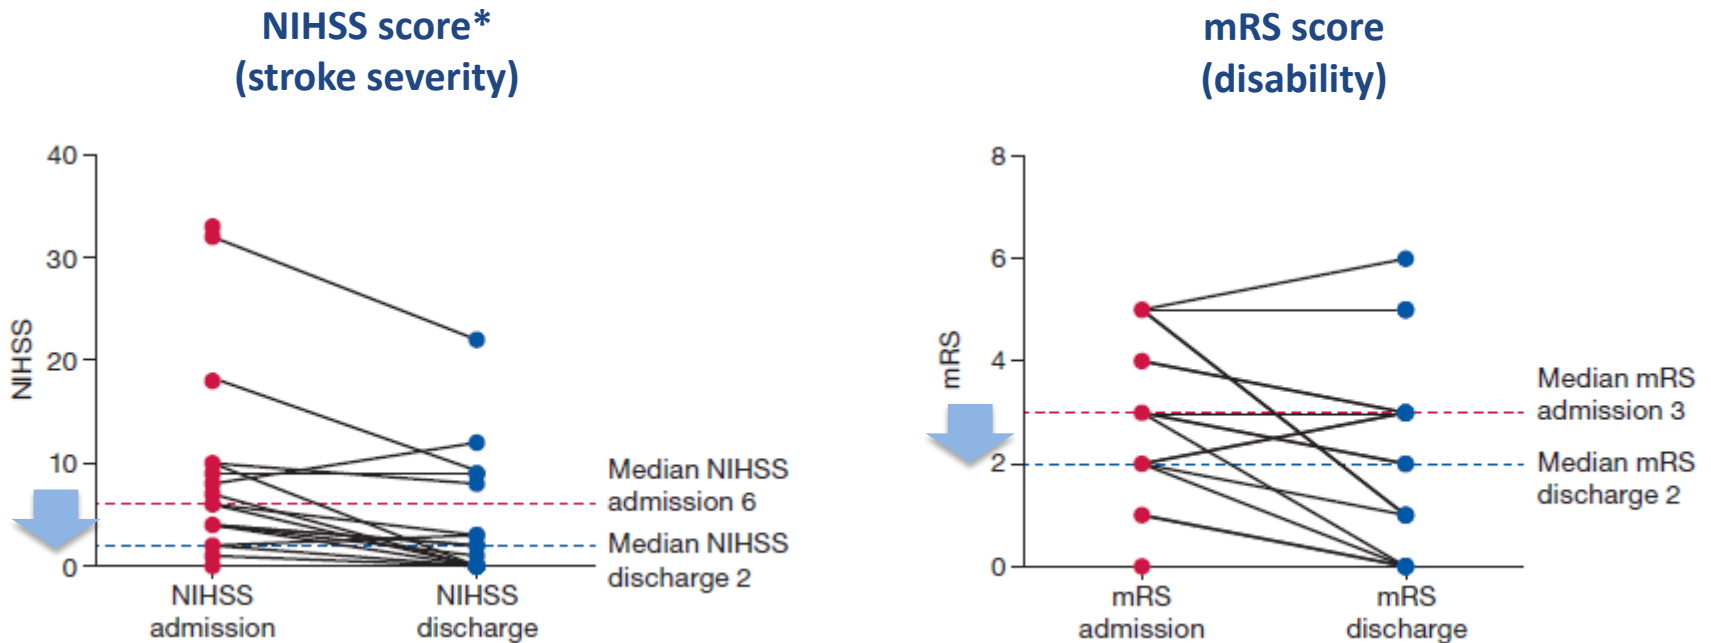 NIHSS score*
(stroke severity)
40
30
20
10
0
NIHSS
Median NIHSS
admission 6
Median NIHSS
discharge 2
NIHSS
admission
NIHSS
discharge
mRS score
(disability)
8
6
4
2
0
mRS
Median mRS
admission 3
Median mRS
discharge 2
mRS
admission
mRS
discharge